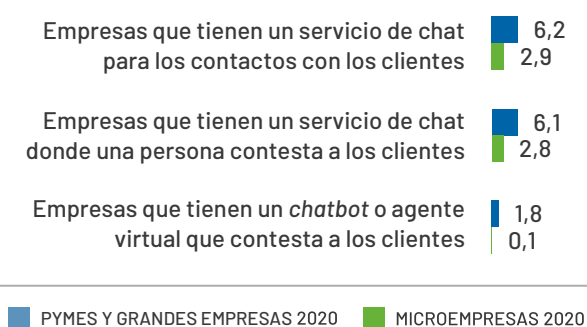 Empresas que tienen un servicio de chat
para los contactos con los clientes
6,2
2,9
Empresas que tienen un servicio de chat
donde una persona contesta a los clientes
6,1
2,8
Empresas que tienen un chatbot o agente
virtual que contesta a los clientes
1,8
0,1
PYMES Y GRANDES EMPRESAS 2020
MICROEMPRESAS 2020